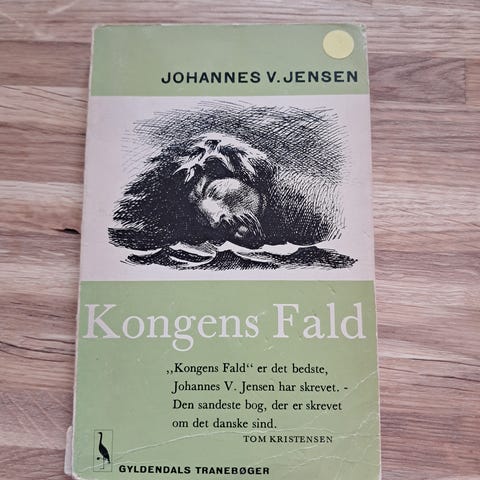 JOHANNES V. JENSEN
Kongens Fald
„Kongens Fald“ er det bedste,
Johannes V. Jensen har skrevet. -
Den sandeste bog, der er skrevet
om det danske sind.
TOM KRISTENSEN
GYLDENDALS TRANEBØGER